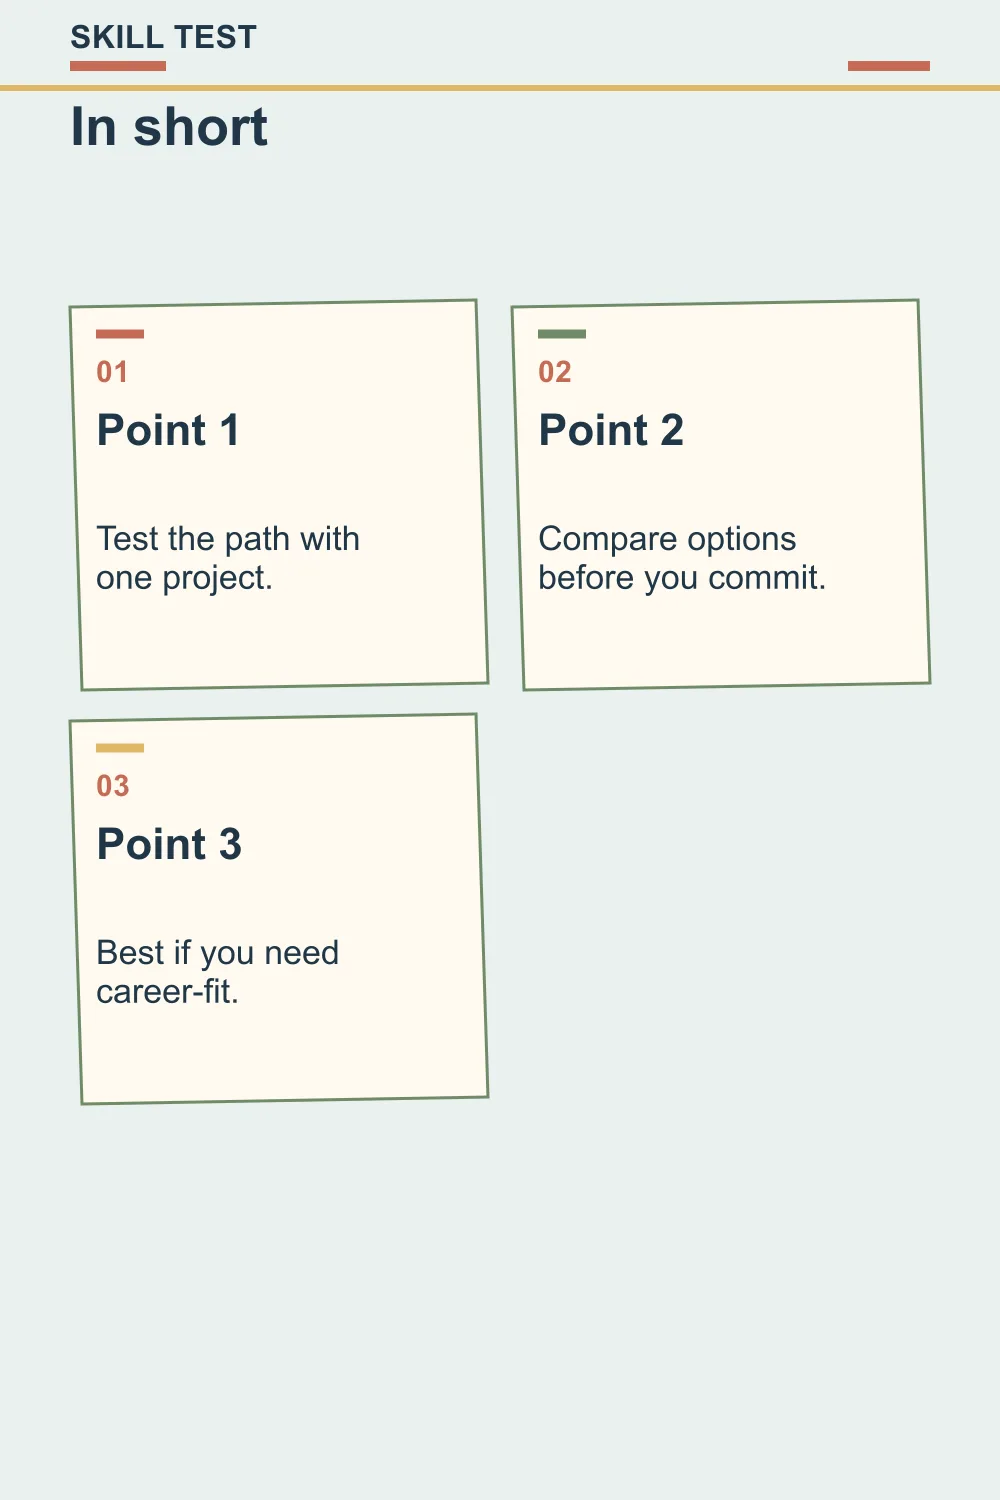 SKILL TEST
In short
01
Point 1
Test the path with
one project.
02
Point 2
Compare options
before you commit.
03
Point 3
Best if you need
career-fit.